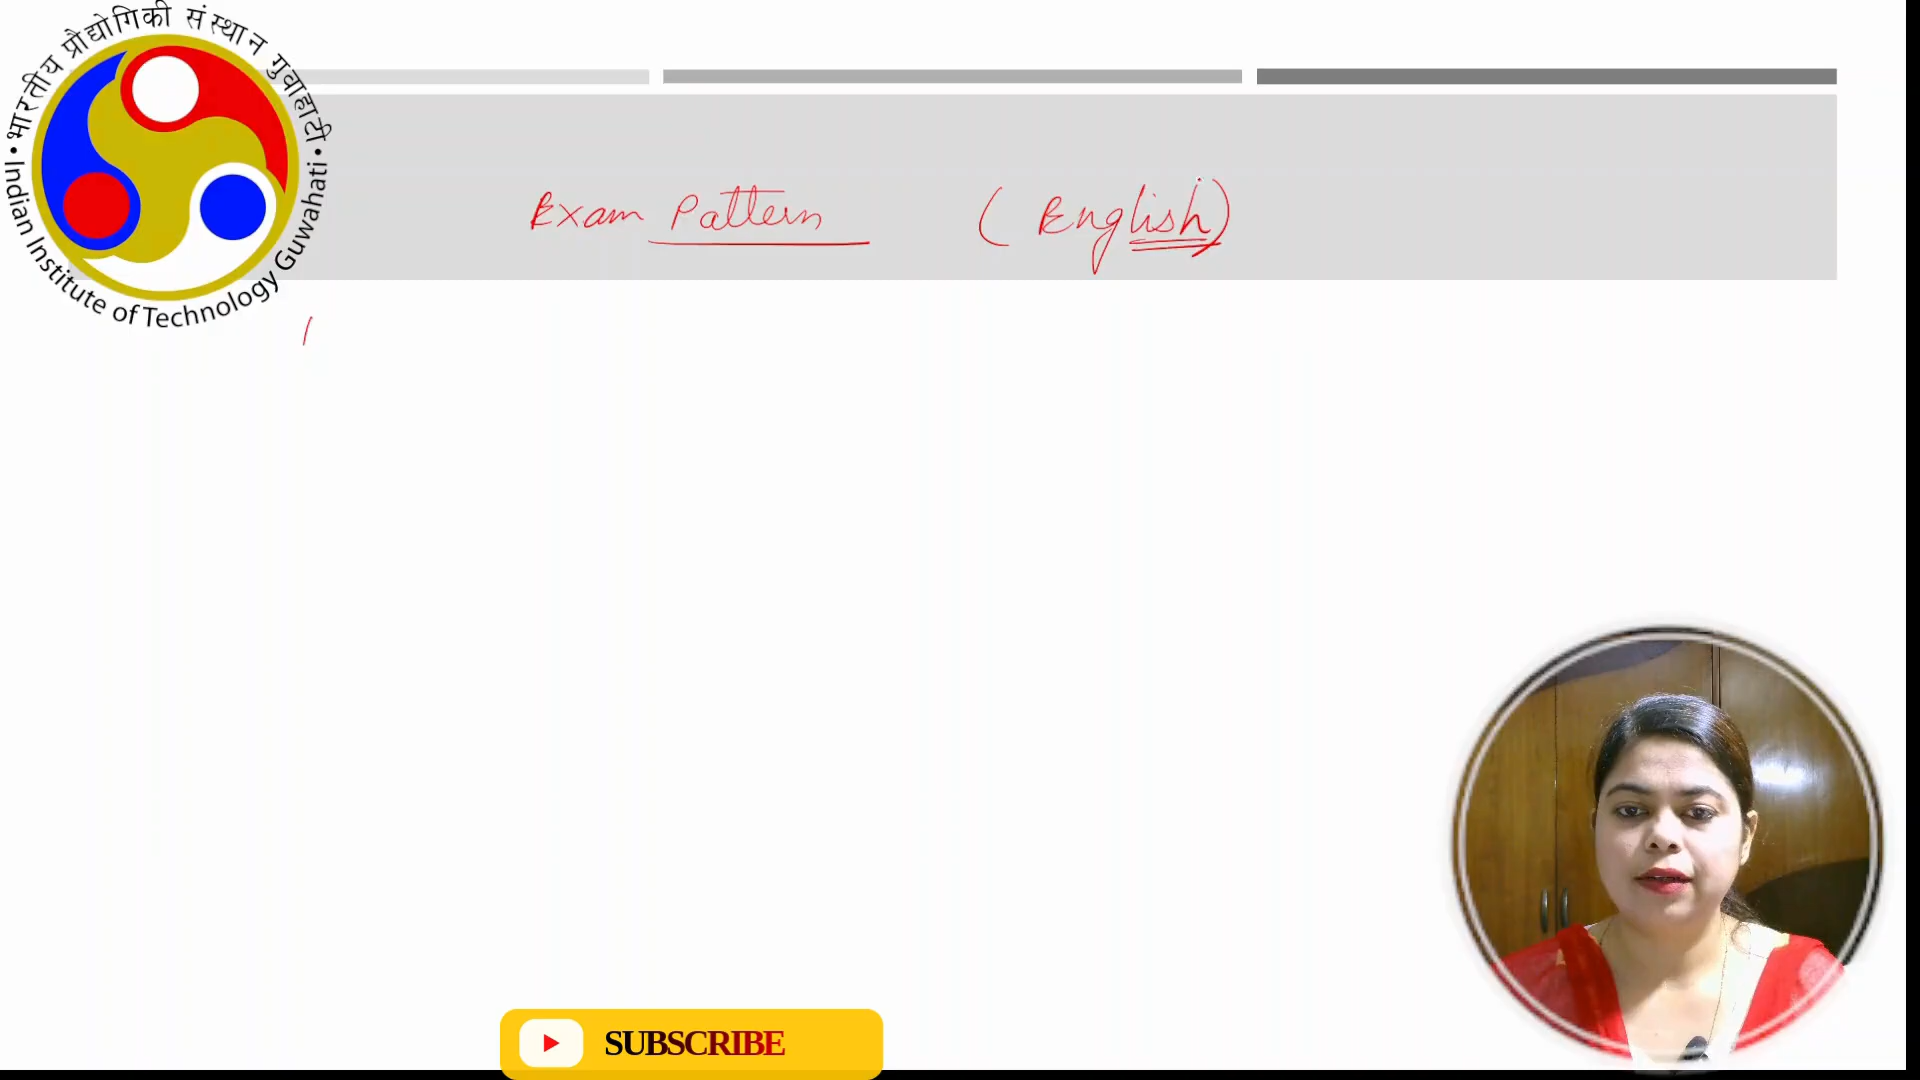 भारतीय प्रौद्योगिकी संस्थान गुवाहाटी
Indian Institute of Technology Guwahati
Exam Pattern (English)
SUBSCRIBE